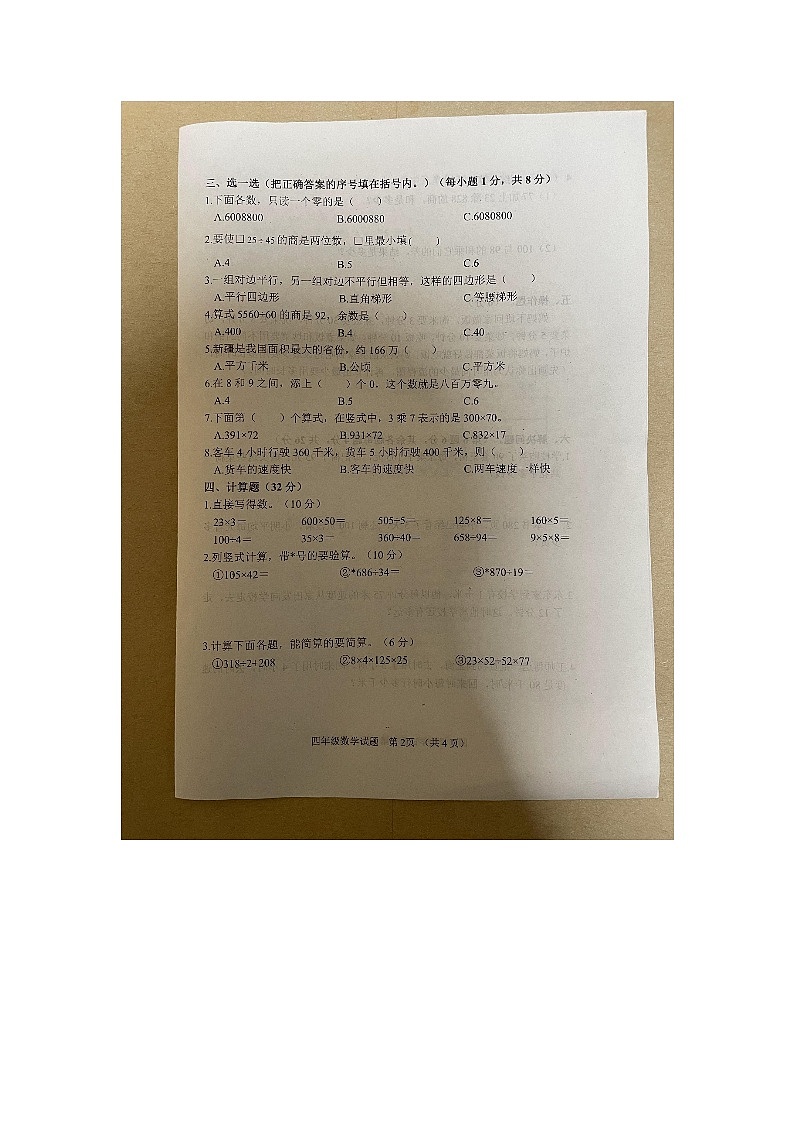 三、选一选（把正确答案的序号填在括号内。）（每小题1分，共8分）
1.下面各数，只读一个零的是（　　）
A.6008800　B.6000880　C.6080800
2.要使□25÷45的商是两位数，□里最小填(　　)
A.4　B.5　C.6
3.一组对边平行，另一组对边不平行但相等，这样的四边形是（　　）
A.平行四边形　B.直角梯形　C.等腰梯形
4.算式5560÷60的商是92，余数是（　　）
A.400　B.4　C.40
5.新疆是我国面积最大的省份，约166万（　　）
A.平方千米　B.公顷　C.平方米
6.在8和9之间，添上（　　）个0，这个数就是八百万零九。
A.4　B.5　C.6
7.下面第（　　）个算式，在竖式中，3乘7表示的是300×70。
A.391×72　B.931×72　C.832×17
8.客车4小时行驶360千米，货车5小时行驶400千米，则（　　）
A.货车的速度快　B.客车的速度快　C.两车速度一样快
四、计算题（32分）
1.直接写得数。（10分）
23×3＝　600×50＝　505÷5＝　125×8＝　160×5＝
100÷4＝　35×3＝　360÷40＝　658÷94＝　9×5×8＝
2.列竖式计算，带*号的要验算。（10分）
①105×42＝　②*686÷34＝　③*870÷19＝
3.计算下面各题，能简算的要简算。（6分）
①318÷2+208　②8×4×125×25　③23×52+52×77
四年级数学试题　第2页　（共4页）